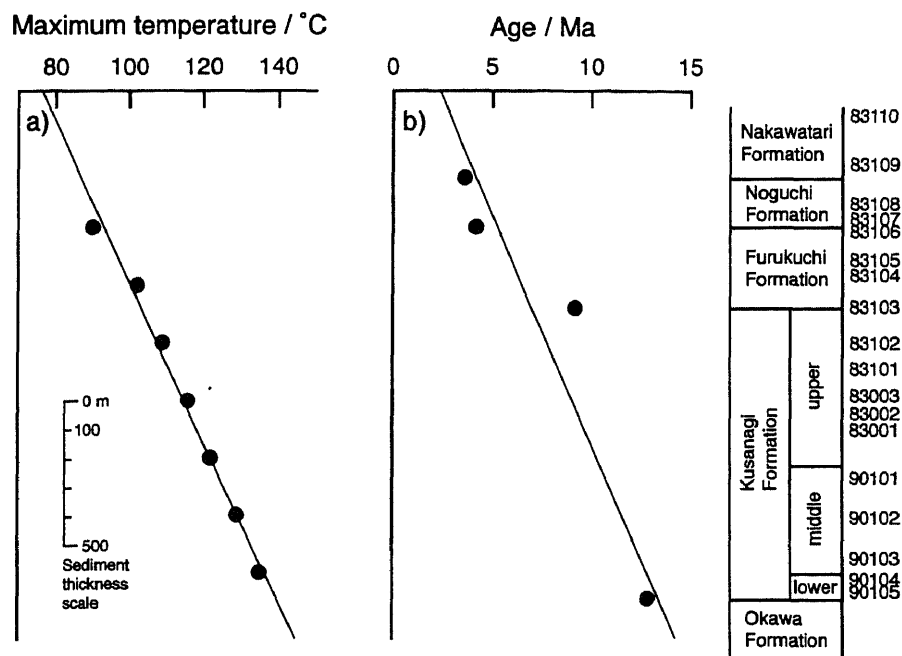 Maximum temperature / °C
80 100 120 140
a)
0 m
100
500
Sediment
thickness
scale
Age / Ma
0 5 10 15
b)
Nakawatari
Formation
Noguchi
Formation
Furukuchi
Formation
Kusanagi
Formation
upper
middle
lower
Okawa
Formation
83110
83109
83108
83107
83106
83105
83104
83103
83102
83101
83003
83002
83001
90101
90102
90103
90104
90105